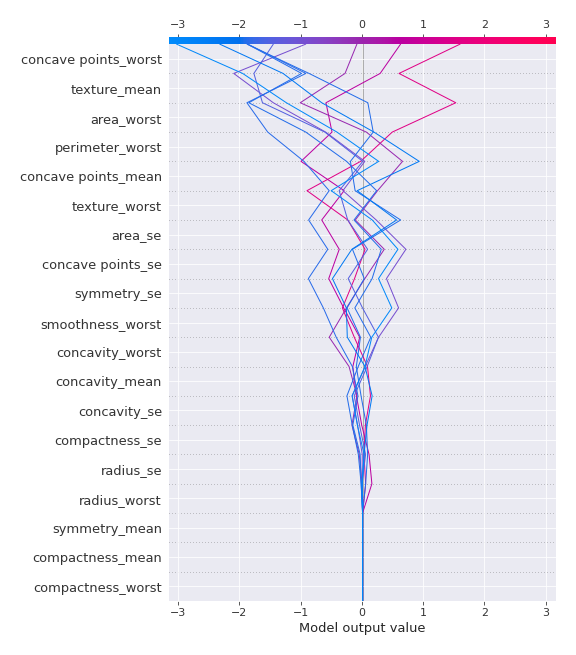 −3 −2 −1 0 1 2 3
concave points_worst
texture_mean
area_worst
perimeter_worst
concave points_mean
texture_worst
area_se
concave points_se
symmetry_se
smoothness_worst
concavity_worst
concavity_mean
concavity_se
compactness_se
radius_se
radius_worst
symmetry_mean
compactness_mean
compactness_worst
−3 −2 −1 0 1 2 3
Model output value